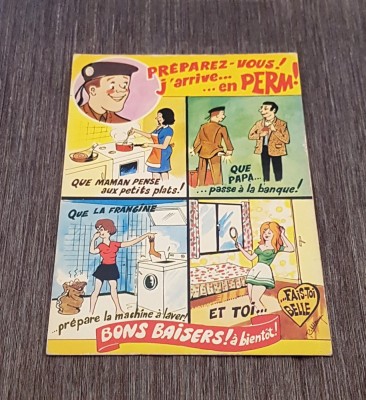 PRÉPAREZ-VOUS!
j'arrive...
...en PERM!
QUE MAMAN PENSE
aux petits plats!
QUE
PAPA...
...passe à la banque!
QUE LA FRANGINE
...prépare la machine à laver!
ET TOI...
...FAIS-TOI
BELLE
BONS BAISERS! à bientôt!